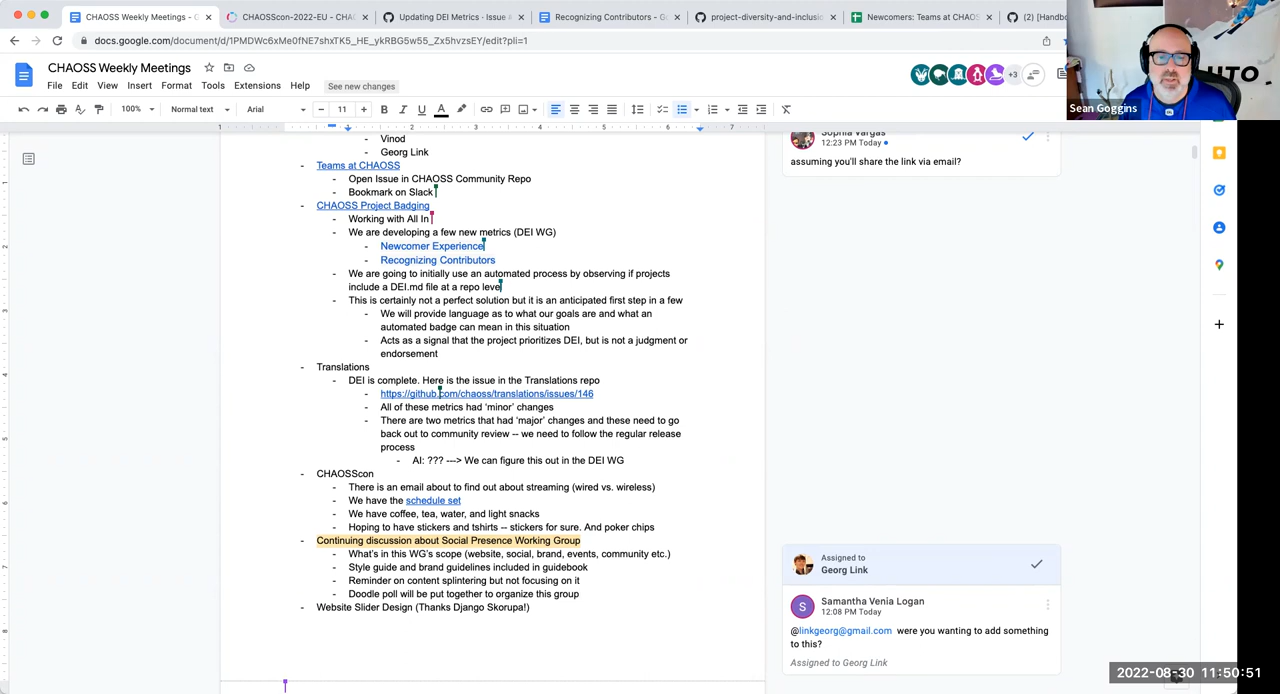 CHAOSS Weekly Meetings - G
CHAOSScon-2022-EU - CHA
Updating DEI Metrics · Issue #
Recognizing Contributors - Go
project-diversity-and-inclusio
Newcomers: Teams at CHAOS
(2) [Handbo
docs.google.com/document/d/1PMDWc6xMe0fNE7shxTK5_HE_ykRBG5w55_Zx5hvzsEY/edit?pli=1
CHAOSS Weekly Meetings
File Edit View Insert Format Tools Extensions Help See new changes
+3
100% Normal text Arial 11
Sean Goggins
Vinod
Georg Link
- Teams at CHAOSS
- Open Issue in CHAOSS Community Repo
- Bookmark on Slack
- CHAOSS Project Badging
- Working with All In
- We are developing a few new metrics (DEI WG)
- Newcomer Experience
- Recognizing Contributors
- We are going to initially use an automated process by observing if projects
include a DEI.md file at a repo level
- This is certainly not a perfect solution but it is an anticipated first step in a few
- We will provide language as to what our goals are and what an
automated badge can mean in this situation
- Acts as a signal that the project prioritizes DEI, but is not a judgment or
endorsement
- Translations
- DEI is complete. Here is the issue in the Translations repo
- https://github.com/chaoss/translations/issues/146
- All of these metrics had 'minor' changes
- There are two metrics that had 'major' changes and these need to go
back out to community review -- we need to follow the regular release
process
- AI: ??? ---> We can figure this out in the DEI WG
- CHAOSScon
- There is an email about to find out about streaming (wired vs. wireless)
- We have the schedule set
- We have coffee, tea, water, and light snacks
- Hoping to have stickers and tshirts -- stickers for sure. And poker chips
- Continuing discussion about Social Presence Working Group
- What's in this WG's scope (website, social, brand, events, community etc.)
- Style guide and brand guidelines included in guidebook
- Reminder on content splintering but not focusing on it
- Doodle poll will be put together to organize this group
- Website Slider Design (Thanks Django Skorupa!)
Sophia Vargas
12:23 PM Today
assuming you'll share the link via email?
Assigned to
Georg Link
S
Samantha Venia Logan
12:08 PM Today
@linkgeorg@gmail.com were you wanting to add something
to this?
Assigned to Georg Link
2022-08-30 11:50:51